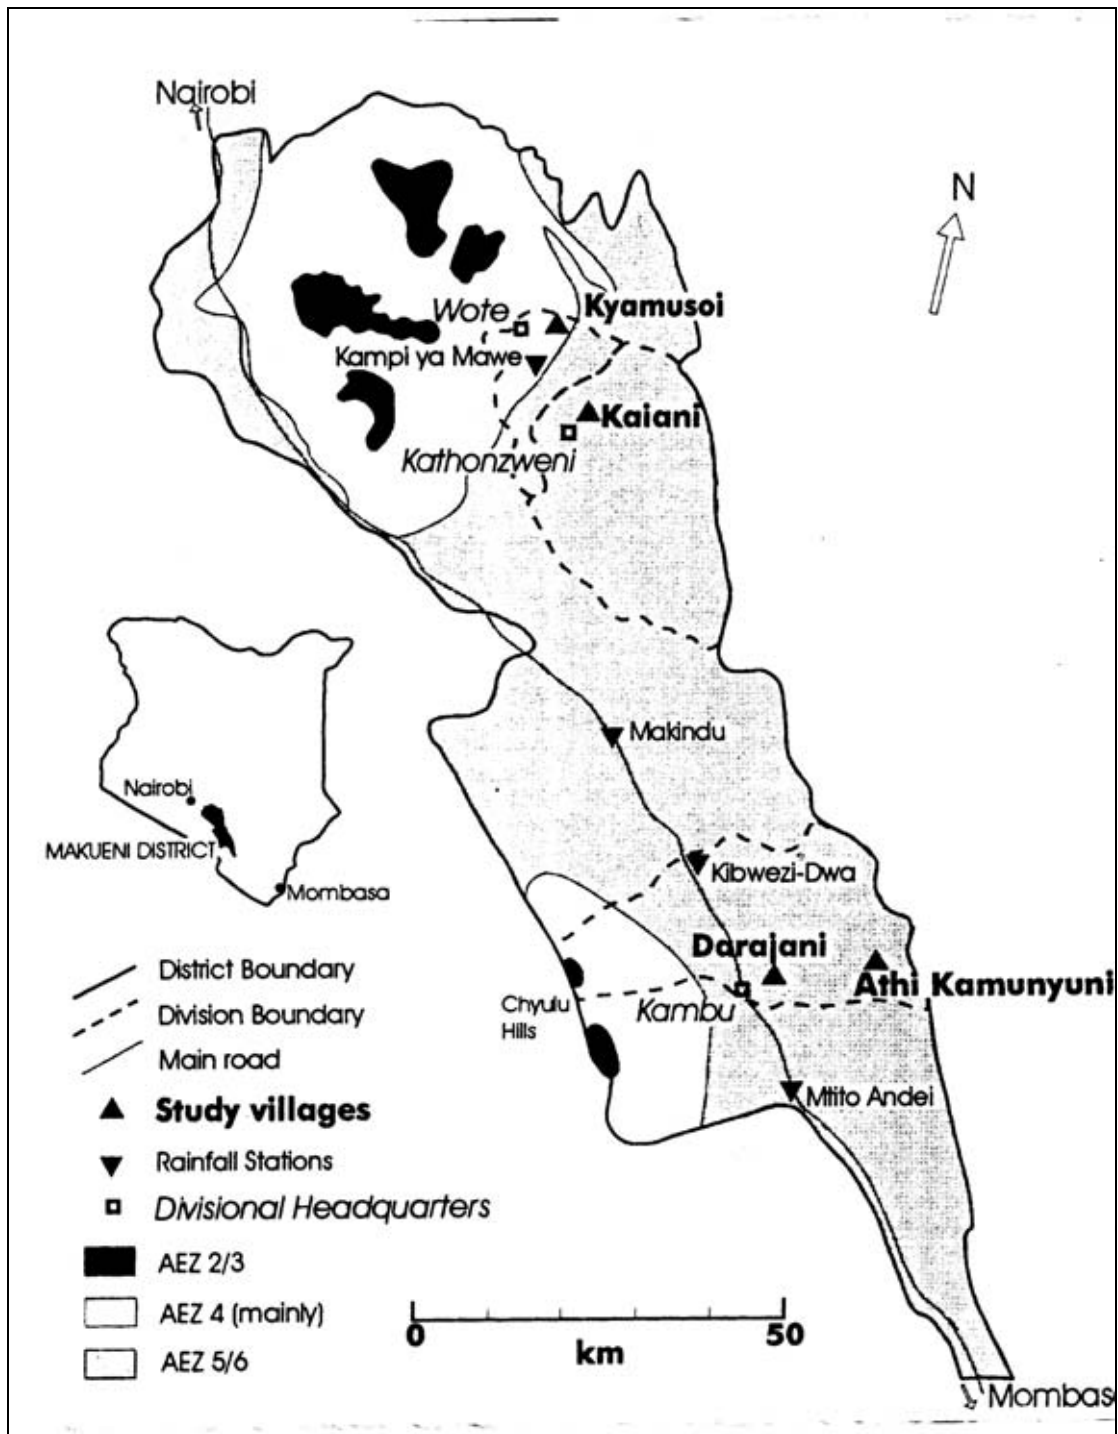 Nairobi
N
Wote
Kyamusoi
Kampi ya Mawe
Kaiani
Kathonzweni
Makindu
Nairobi
MAKUENI DISTRICT
Mombasa
Kibwezi-Dwa
Darajani
Athi Kamunyuni
Chyulu
Hills
Kambu
Mtito Andei
District Boundary
Division Boundary
Main road
Study villages
Rainfall Stations
Divisional Headquarters
AEZ 2/3
AEZ 4 (mainly)
AEZ 5/6
0
50
km
Mombas